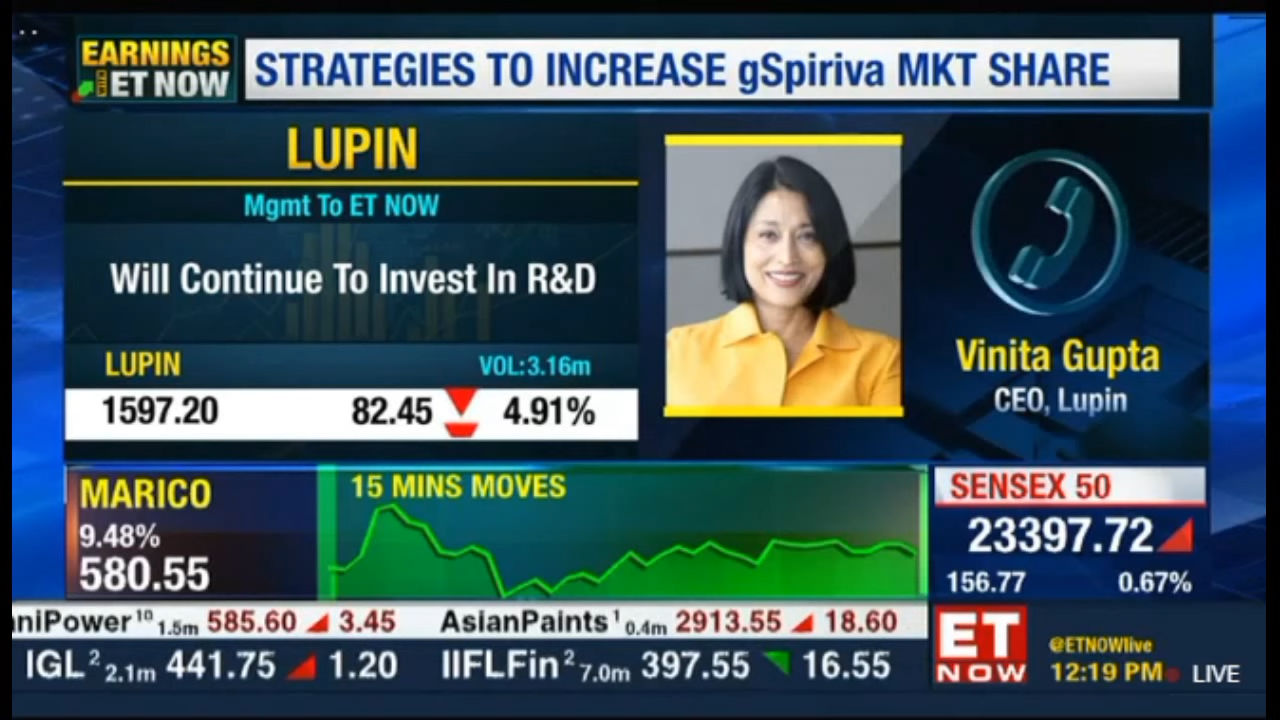 EARNINGS
WITH ET NOW
STRATEGIES TO INCREASE gSpiriva MKT SHARE
LUPIN
Mgmt To ET NOW
Will Continue To Invest In R&D
LUPIN VOL:3.16m
1597.20 82.45 4.91%
Vinita Gupta
CEO, Lupin
MARICO
9.48%
580.55
15 MINS MOVES
SENSEX 50
23397.72
156.77 0.67%
niPower 10 1.5m 585.60 3.45 AsianPaints 1 0.4m 2913.55 18.60
IGL 2 2.1m 441.75 1.20 IIFLFin 2 7.0m 397.55 16.55
ET
NOW
@ETNOWlive
12:19 PM
LIVE